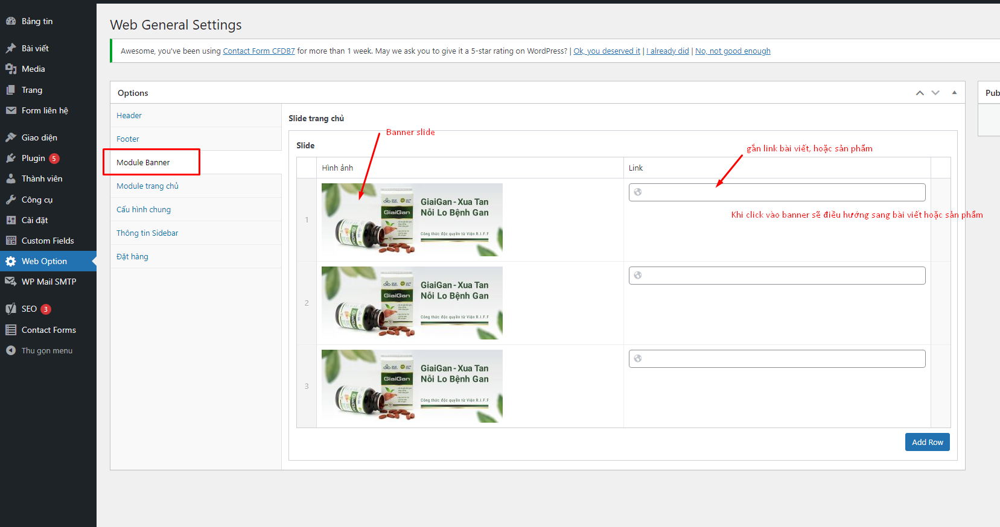 Bảng tin
Bài viết
Media
Trang
Form liên hệ
Giao diện
Plugin 5
Thành viên
Công cụ
Cài đặt
Custom Fields
Web Option
WP Mail SMTP
SEO 3
Contact Forms
Thu gọn menu
Web General Settings
Awesome, you've been using Contact Form CFDB7 for more than 1 week. May we ask you to give it a 5-star rating on WordPress? | Ok, you deserved it | I already did | No, not good enough
Options
Pub
Header
Footer
Module Banner
Module trang chủ
Cấu hình chung
Thông tin Sidebar
Đặt hàng
Slide trang chủ
Banner slide
Slide
gắn link bài viết, hoặc sản phẩm
Hình ảnh
Link
1
GiaiGan
GiaiGan
GiaiGan - Xua Tan
Nỗi Lo Bệnh Gan
Công thức độc quyền từ Viện R.I.F.F
Khi click vào banner sẽ điều hướng sang bài viết hoặc sản phẩm
2
GiaiGan
GiaiGan
GiaiGan - Xua Tan
Nỗi Lo Bệnh Gan
Công thức độc quyền từ Viện R.I.F.F
3
GiaiGan
GiaiGan
GiaiGan - Xua Tan
Nỗi Lo Bệnh Gan
Công thức độc quyền từ Viện R.I.F.F
Add Row